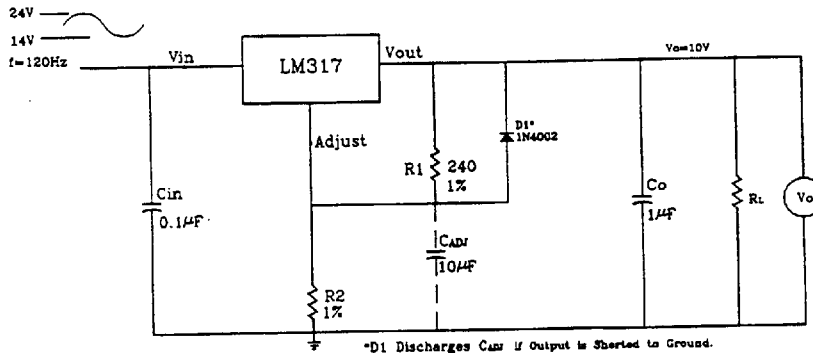 24V
14V
f=120Hz
Vin
LM317
Vout
Vo=10V
Adjust
D1*
1N4002
R1
240
1%
Cin
0.1μF
CADJ
10μF
Co
1μF
RL
Vo
R2
1%
*D1 Discharges CADJ if Output is Shorted to Ground.